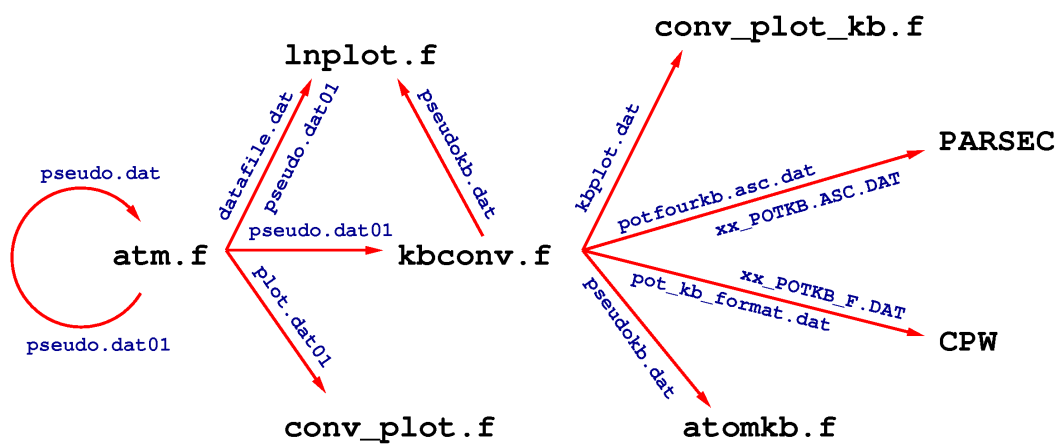 conv_plot_kb.f
lnplot.f
datafile.dat
pseudo.dat01
pseudokb.dat
kbplot.dat
PARSEC
potfourkb.asc.dat
xx_POTKB.ASC.DAT
pseudo.dat
pseudo.dat01
atm.f
kbconv.f
plot.dat01
xx_POTKB_F.DAT
pot_kb_format.dat
pseudokb.dat
pseudo.dat01
CPW
conv_plot.f
atomkb.f